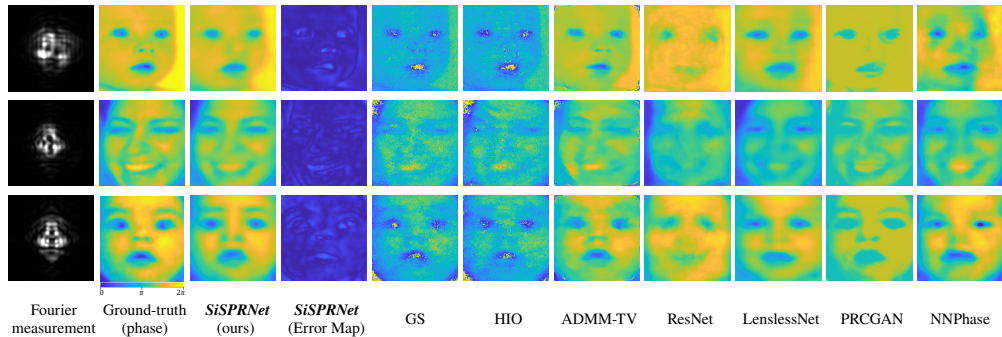 0 π 2π
Fourier measurement
Ground-truth (phase)
SiSPRNet (ours)
SiSPRNet (Error Map)
GS
HIO
ADMM-TV
ResNet
LenslessNet
PRCGAN
NNPhase